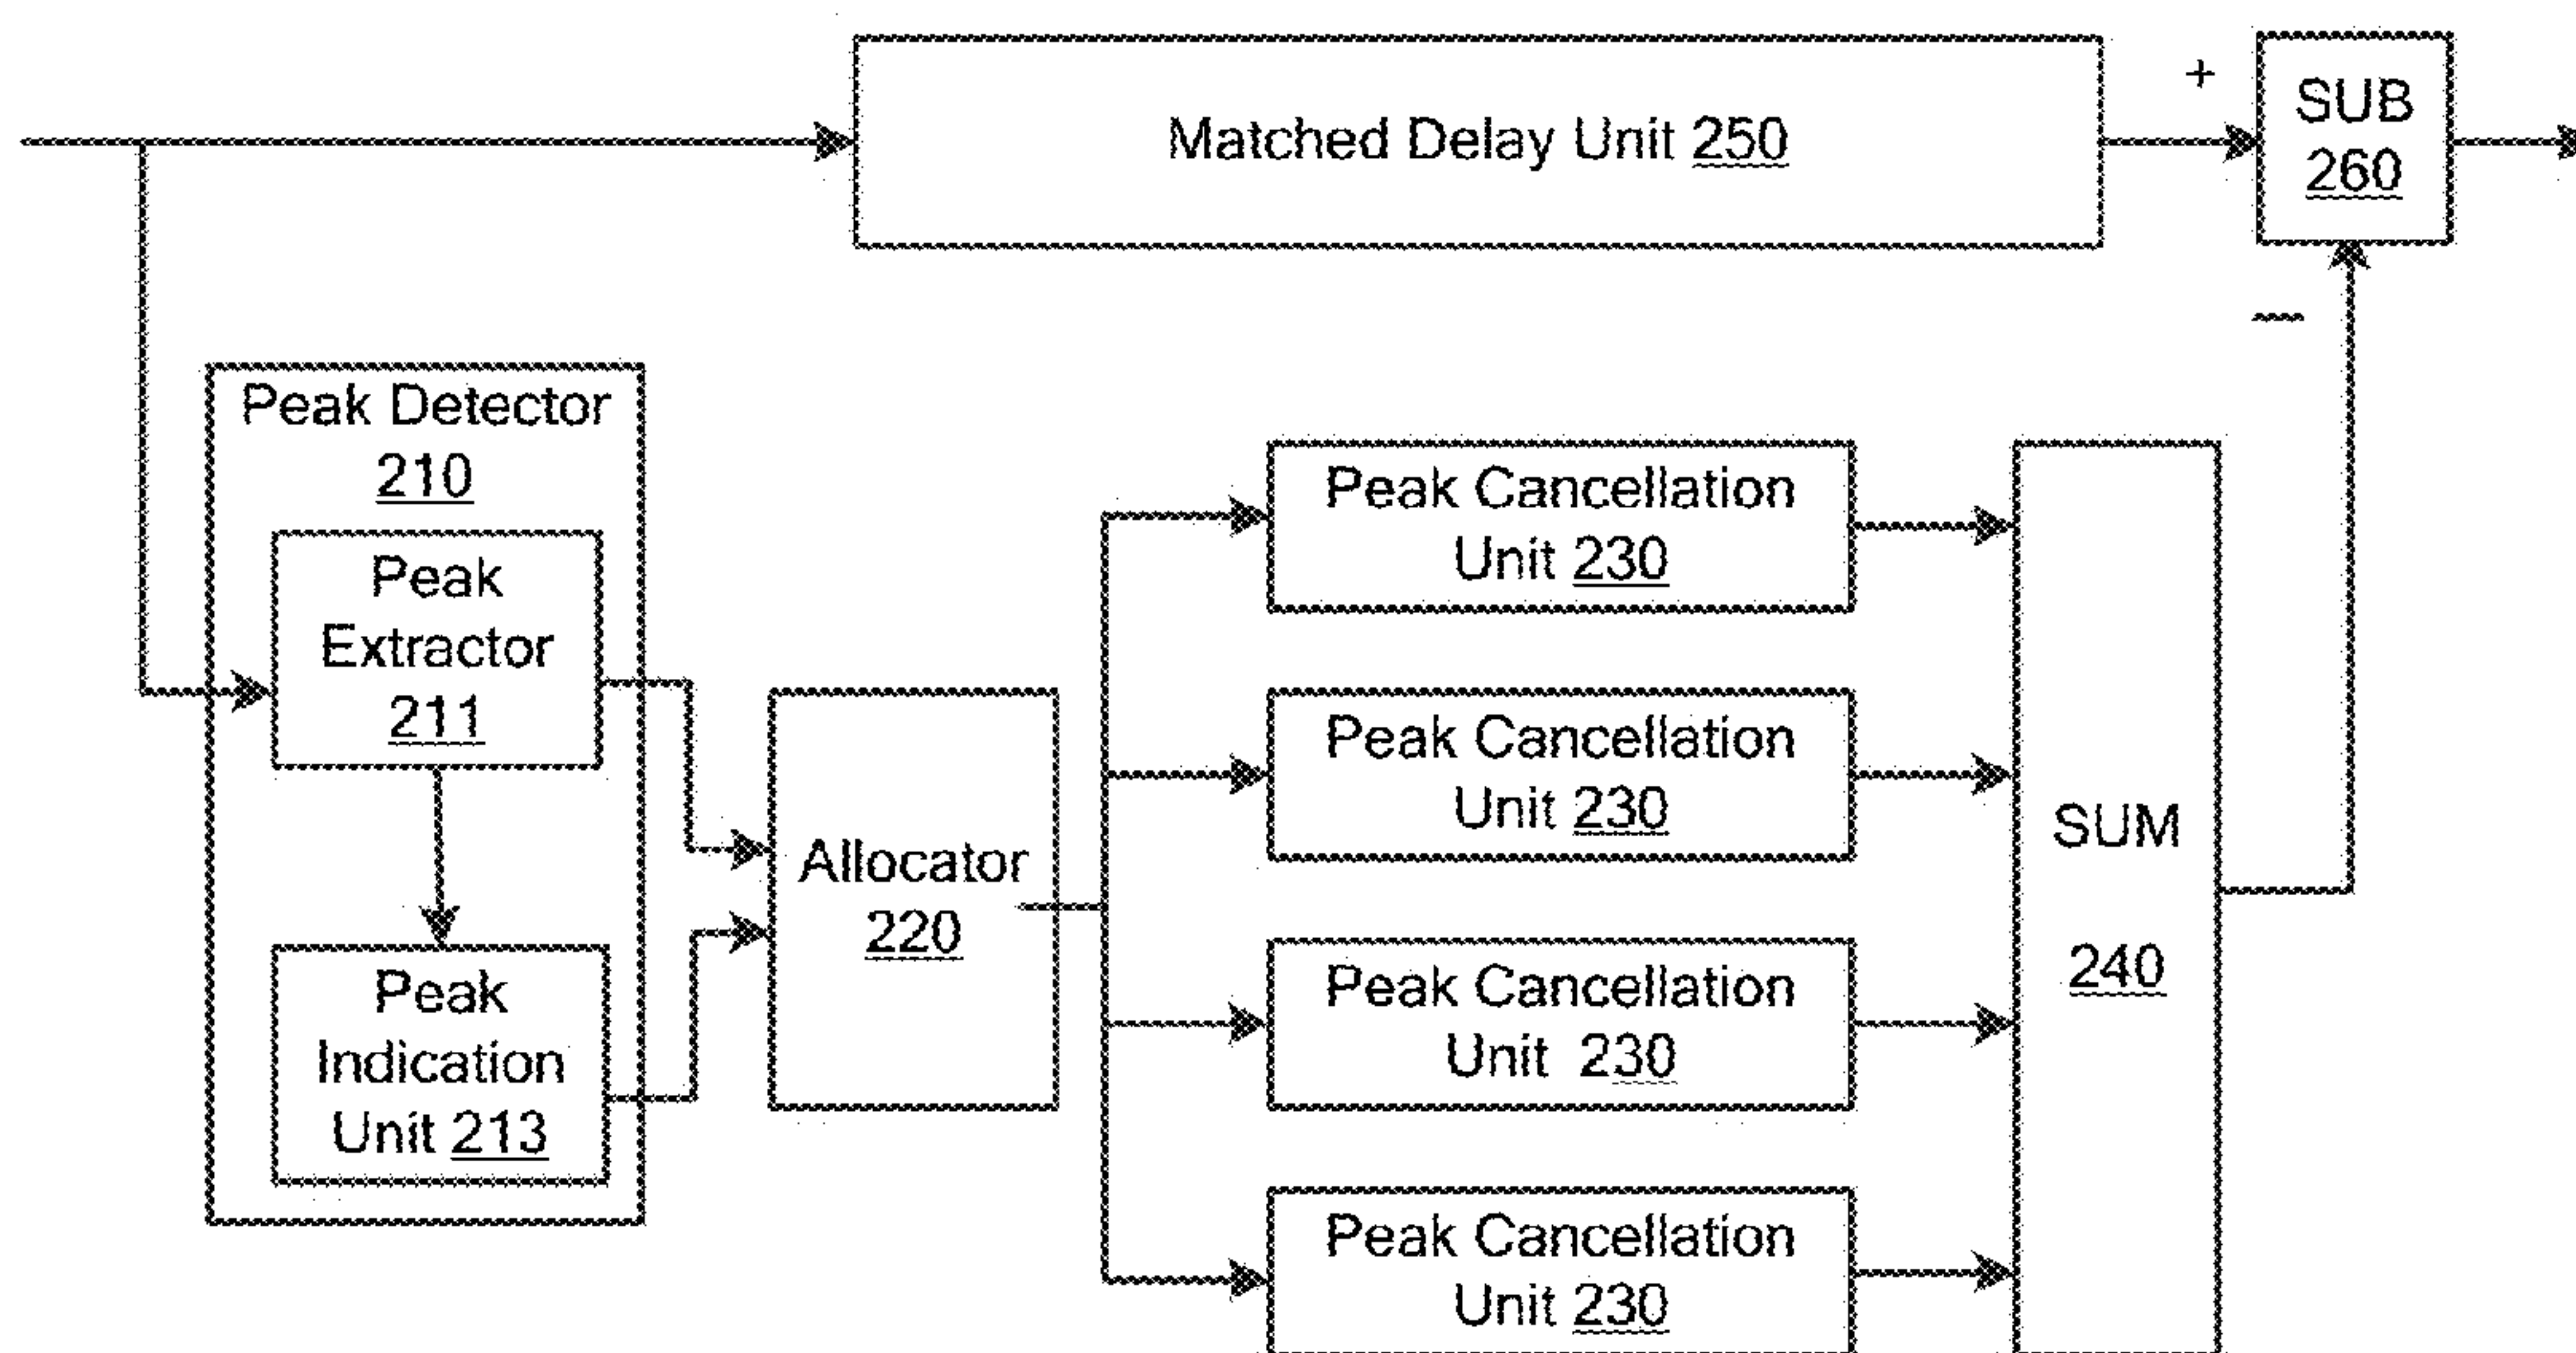 Matched Delay Unit 250
+
SUB
260
−
Peak Detector
210
Peak
Extractor
211
Peak
Indication
Unit 213
Allocator
220
Peak Cancellation
Unit 230
Peak Cancellation
Unit 230
Peak Cancellation
Unit 230
Peak Cancellation
Unit 230
SUM
240